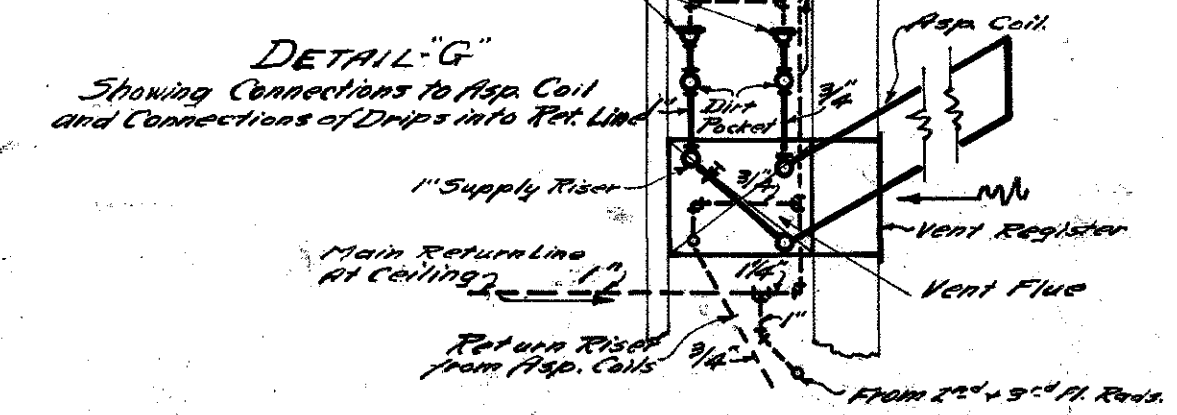 Asp. Coil.
DETAIL-"G"
Showing Connections to Asp. Coil
and Connections of Drips into Ret. Line
1"
Dirt
Pocket
3/4"
1" Supply Riser
3/4"
Vent Register
Main Return Line
At Ceiling
1"
1 1/4"
Vent Flue
1"
Return Riser
from Asp. Coils
3/4"
From 2nd + 3rd Fl. Rads.